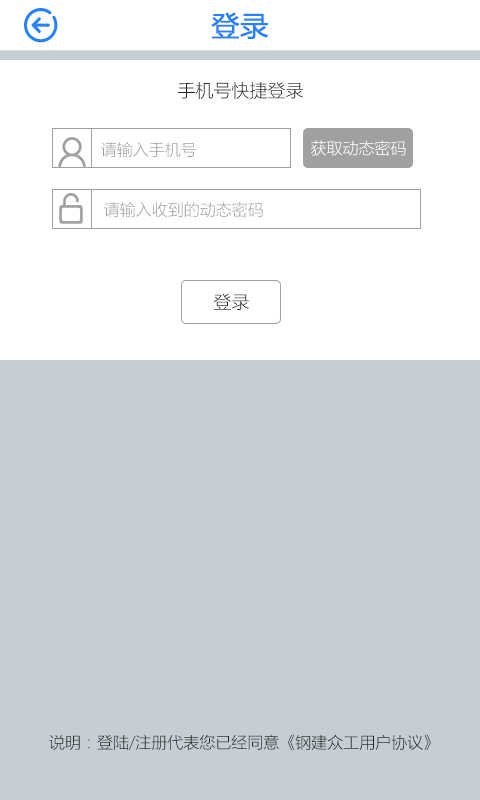 登录
手机号快捷登录
请输入手机号
获取动态密码
请输入收到的动态密码
登录
说明：登陆/注册代表您已经同意《钢建众工用户协议》